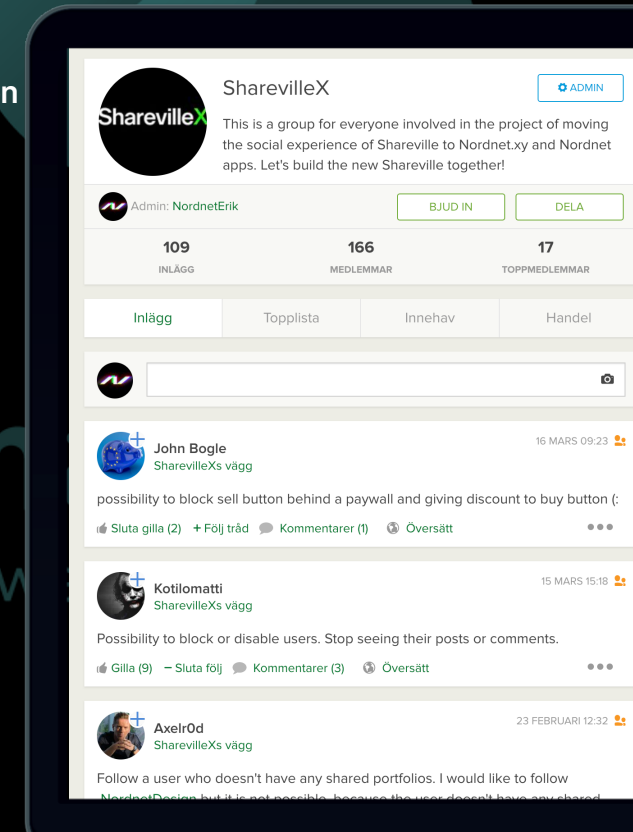 n
Shareville X
ShareVilleX
ADMIN
This is a group for everyone involved in the project of moving
the social experience of Shareville to Nordnet.xy and Nordnet
apps. Let's build the new Shareville together!
Admin: NordnetErik
BJUD IN
DELA
109
166
17
INLÄGG
MEDLEMMAR
TOPPMEDLEMMAR
Inlägg
Topplista
Innehav
Handel
John Bogle
16 MARS 09:23
SharevilleXs vägg
possibility to block sell button behind a paywall and giving discount to buy button (:
Sluta gilla (2) + Följ tråd Kommentarer (1) Översätt
Kotilomatti
15 MARS 15:18
SharevilleXs vägg
Possibility to block or disable users. Stop seeing their posts or comments.
Gilla (9) − Sluta följ Kommentarer (3) Översätt
Axelr0d
23 FEBRUARI 12:32
SharevilleXs vägg
Follow a user who doesn't have any shared portfolios. I would like to follow
NordnetDesign but it is not possible, because the user doesn't have any shared